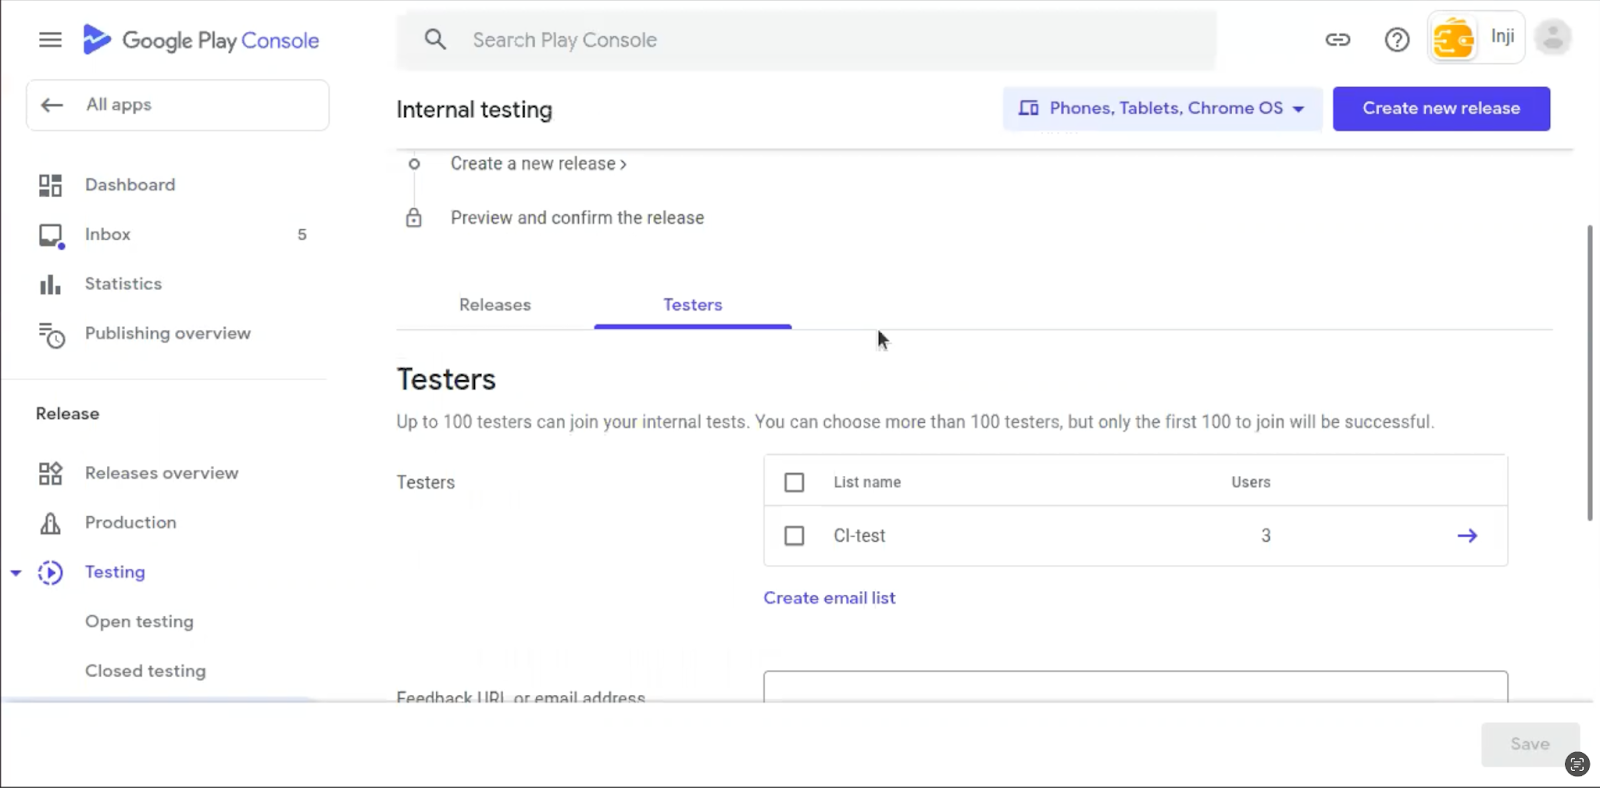 Google Play Console
Search Play Console
Inji
All apps
Internal testing
Phones, Tablets, Chrome OS
Create new release
Create a new release ›
Preview and confirm the release
Dashboard
Inbox 5
Statistics
Publishing overview
Release
Releases overview
Production
Testing
Open testing
Closed testing
Releases
Testers
Testers
Up to 100 testers can join your internal tests. You can choose more than 100 testers, but only the first 100 to join will be successful.
Testers
List name Users
CI-test 3
Create email list
Feedback URL or email address
Save